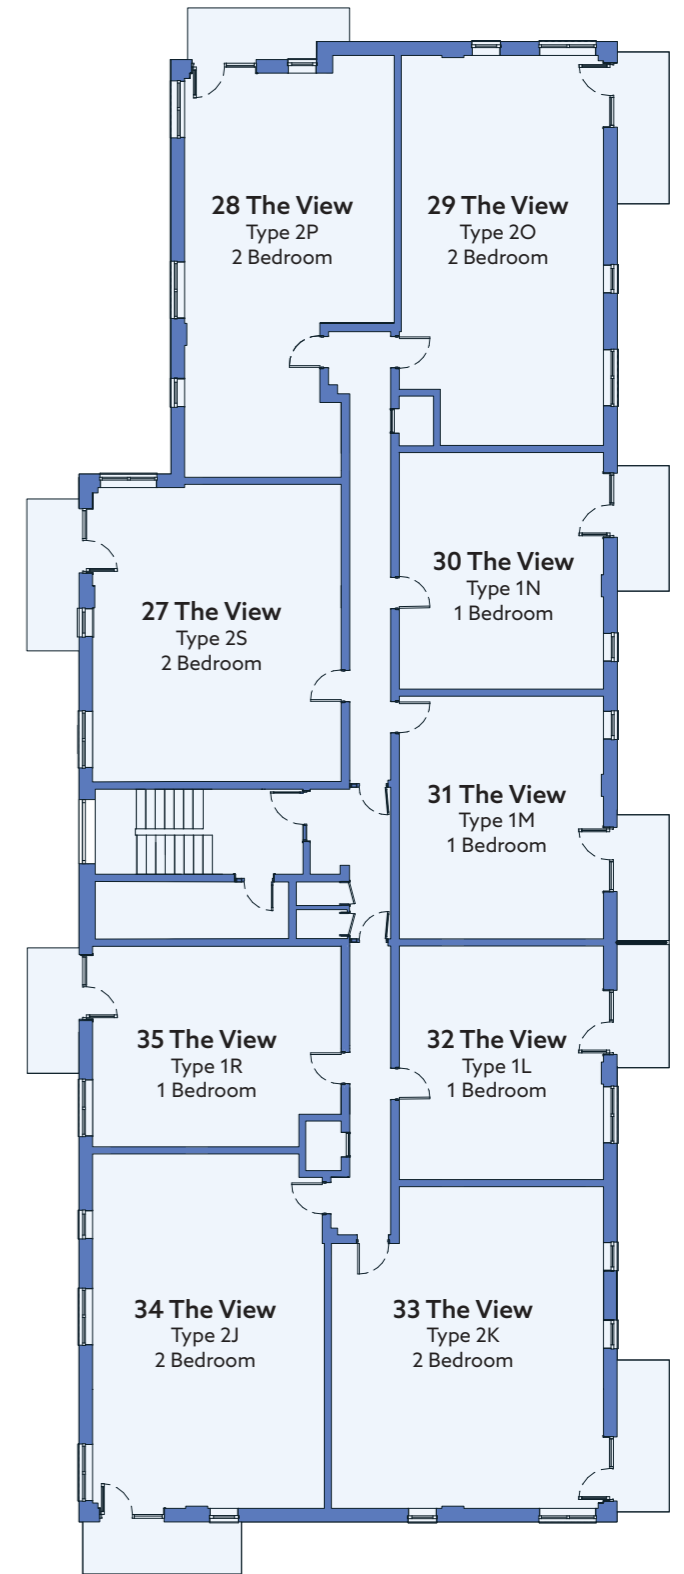 28 The View
Type 2P
2 Bedroom
29 The View
Type 2O
2 Bedroom
30 The View
Type 1N
1 Bedroom
27 The View
Type 2S
2 Bedroom
31 The View
Type 1M
1 Bedroom
35 The View
Type 1R
1 Bedroom
32 The View
Type 1L
1 Bedroom
34 The View
Type 2J
2 Bedroom
33 The View
Type 2K
2 Bedroom